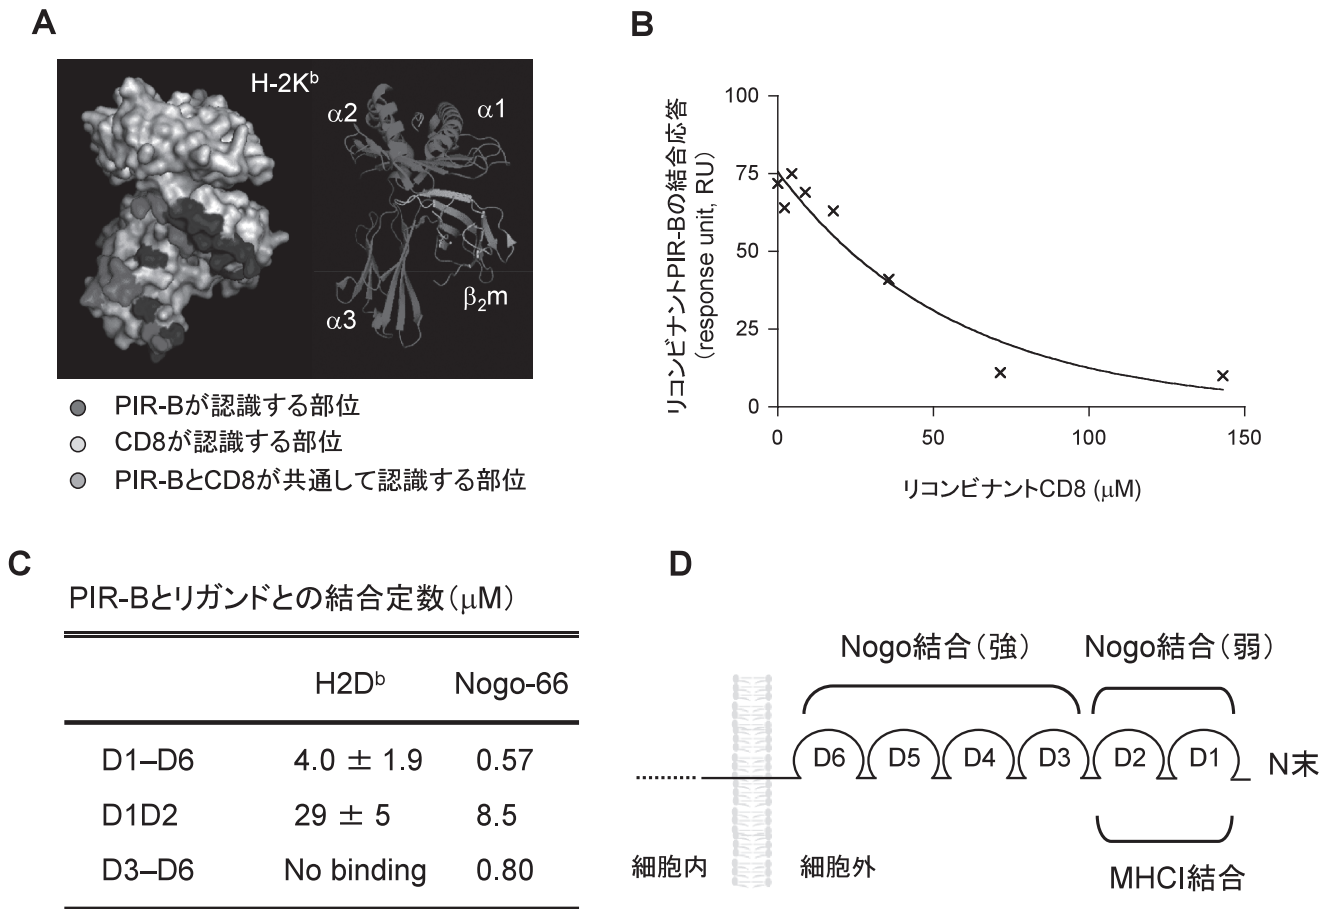 A
H-2Kb
α2
α1
α3
β2m
PIR-Bが認識する部位
CD8が認識する部位
PIR-BとCD8が共通して認識する部位
B
リコンビナントPIR-Bの結合応答
(response unit, RU)
100
75
50
25
0
0
50
100
150
リコンビナントCD8 (μM)
C
PIR-Bとリガンドとの結合定数(μM)
H2Db Nogo-66
D1–D6 4.0 ± 1.9 0.57
D1D2 29 ± 5 8.5
D3–D6 No binding 0.80
D
Nogo結合(強) Nogo結合(弱)
D6 D5 D4 D3 D2 D1 N末
細胞内 細胞外
MHCI結合